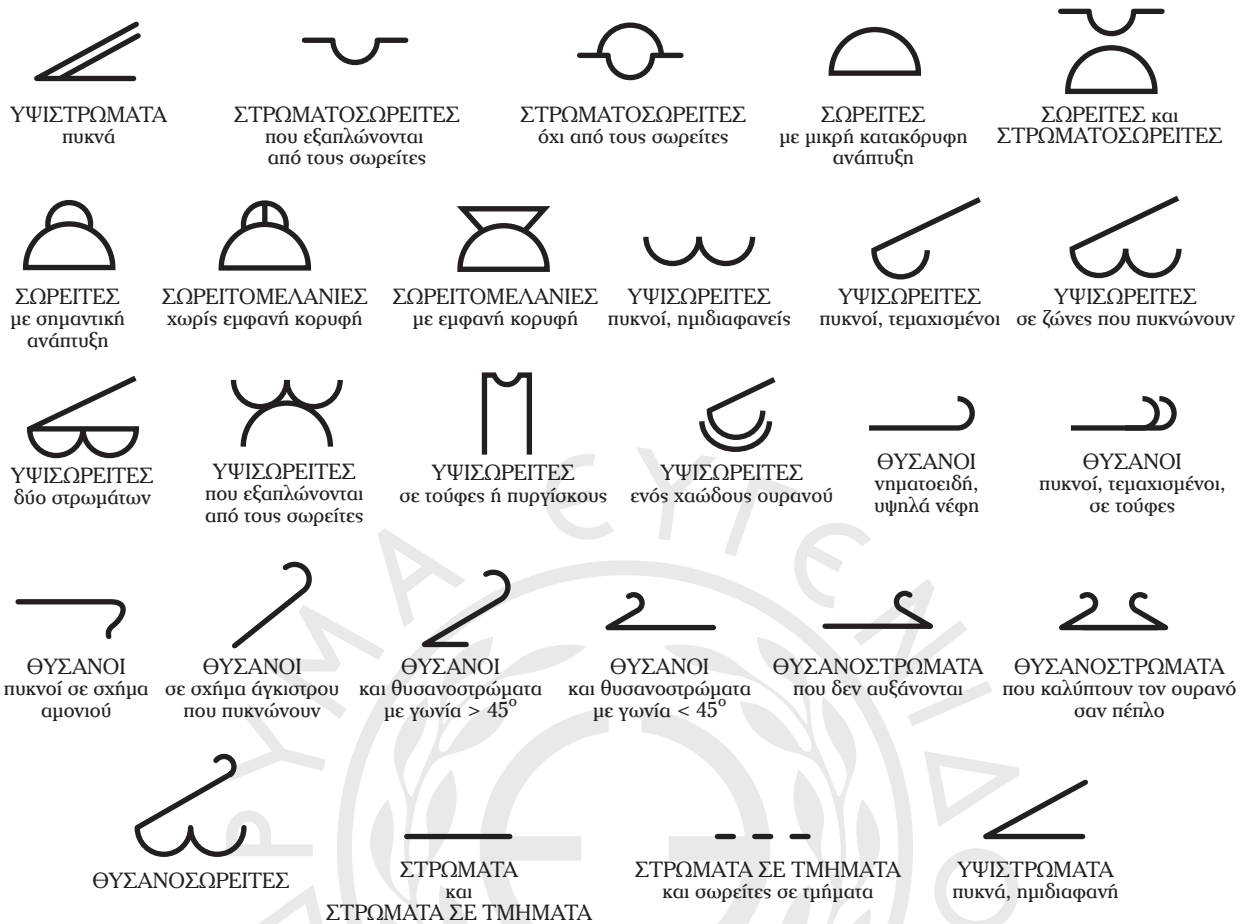 ΥΨΙΣΤΡΩΜΑΤΑ
πυκνά
ΣΤΡΩΜΑΤΟΣΩΡΕΙΤΕΣ
που εξαπλώνονται
από τους σωρείτες
ΣΤΡΩΜΑΤΟΣΩΡΕΙΤΕΣ
όχι από τους σωρείτες
ΣΩΡΕΙΤΕΣ
με μικρή κατακόρυφη
ανάπτυξη
ΣΩΡΕΙΤΕΣ και
ΣΤΡΩΜΑΤΟΣΩΡΕΙΤΕΣ
ΣΩΡΕΙΤΕΣ
με σημαντική
ανάπτυξη
ΣΩΡΕΙΤΟΜΕΛΑΝΙΕΣ
χωρίς εμφανή κορυφή
ΣΩΡΕΙΤΟΜΕΛΑΝΙΕΣ
με εμφανή κορυφή
ΥΨΙΣΩΡΕΙΤΕΣ
πυκνοί, ημιδιαφανείς
ΥΨΙΣΩΡΕΙΤΕΣ
πυκνοί, τεμαχισμένοι
ΥΨΙΣΩΡΕΙΤΕΣ
σε ζώνες που πυκνώνουν
ΥΨΙΣΩΡΕΙΤΕΣ
δύο στρωμάτων
ΥΨΙΣΩΡΕΙΤΕΣ
που εξαπλώνονται
από τους σωρείτες
ΥΨΙΣΩΡΕΙΤΕΣ
σε τούφες ή πυργίσκους
ΥΨΙΣΩΡΕΙΤΕΣ
ενός χαώδους ουρανού
ΘΥΣΑΝΟΙ
νηματοειδή,
υψηλά νέφη
ΘΥΣΑΝΟΙ
πυκνοί, τεμαχισμένοι,
σε τούφες
ΘΥΣΑΝΟΙ
πυκνοί σε σχήμα
αμονιού
ΘΥΣΑΝΟΙ
σε σχήμα άγκιστρου
που πυκνώνουν
ΘΥΣΑΝΟΙ
και θυσανοστρώματα
με γωνία > 45°
ΘΥΣΑΝΟΙ
και θυσανοστρώματα
με γωνία < 45°
ΘΥΣΑΝΟΣΤΡΩΜΑΤΑ
που δεν αυξάνονται
ΘΥΣΑΝΟΣΤΡΩΜΑΤΑ
που καλύπτουν τον ουρανό
σαν πέπλο
ΘΥΣΑΝΟΣΩΡΕΙΤΕΣ
ΣΤΡΩΜΑΤΑ
και
ΣΤΡΩΜΑΤΑ ΣΕ ΤΜΗΜΑΤΑ
ΣΤΡΩΜΑΤΑ ΣΕ ΤΜΗΜΑΤΑ
και σωρείτες σε τμήματα
ΥΨΙΣΤΡΩΜΑΤΑ
πυκνά, ημιδιαφανή